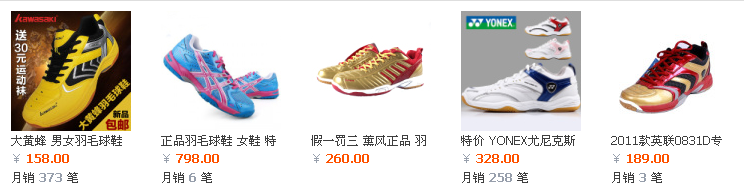 kawasaki
送
30
元
运
动
袜
大黄蜂羽毛球鞋
新品
包邮
YONEX
大黄蜂 男女羽毛球鞋
¥ 158.00
月销 373 笔
正品羽毛球鞋 女鞋 特
¥ 798.00
月销 6 笔
假一罚三 薰风正品 羽
¥ 260.00
特价 YONEX尤尼克斯
¥ 328.00
月销 258 笔
2011款英联0831D专
¥ 189.00
月销 3 笔